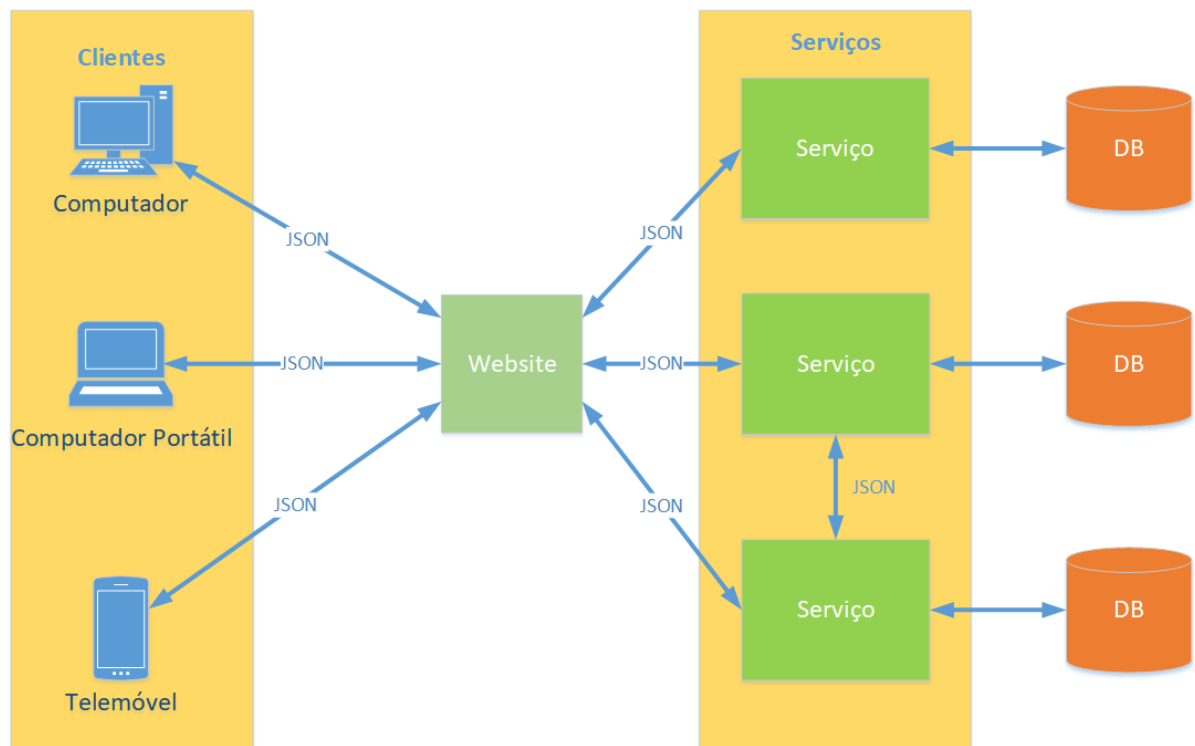 Clientes
Serviços
Computador
Computador Portátil
Telemóvel
JSON
JSON
JSON
Website
JSON
JSON
JSON
Serviço
Serviço
JSON
Serviço
DB
DB
DB